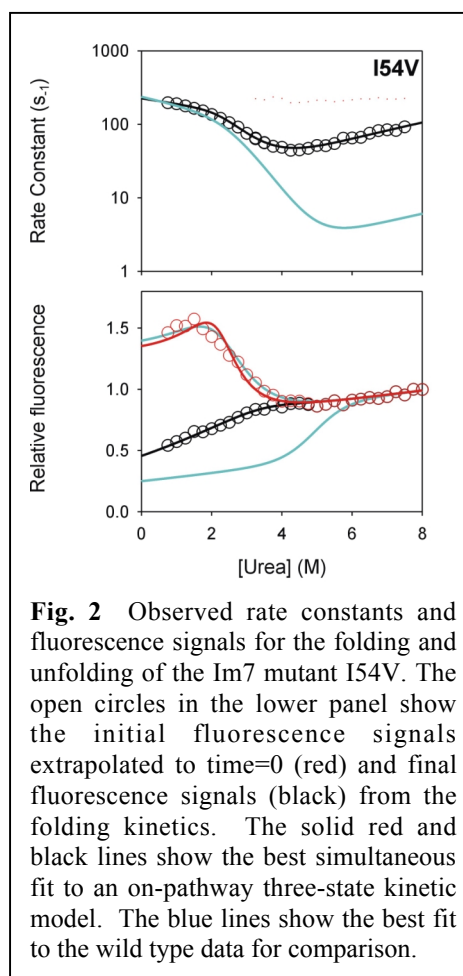 1000
I54V
100
10
1
Rate Constant (s-1)
1.5
1.0
0.5
0.0
Relative fluorescence
0 2 4 6 8
[Urea] (M)
Fig. 2 Observed rate constants and
fluorescence signals for the folding and
unfolding of the Im7 mutant I54V. The
open circles in the lower panel show
the initial fluorescence signals
extrapolated to time=0 (red) and final
fluorescence signals (black) from the
folding kinetics. The solid red and
black lines show the best simultaneous
fit to an on-pathway three-state kinetic
model. The blue lines show the best fit
to the wild type data for comparison.